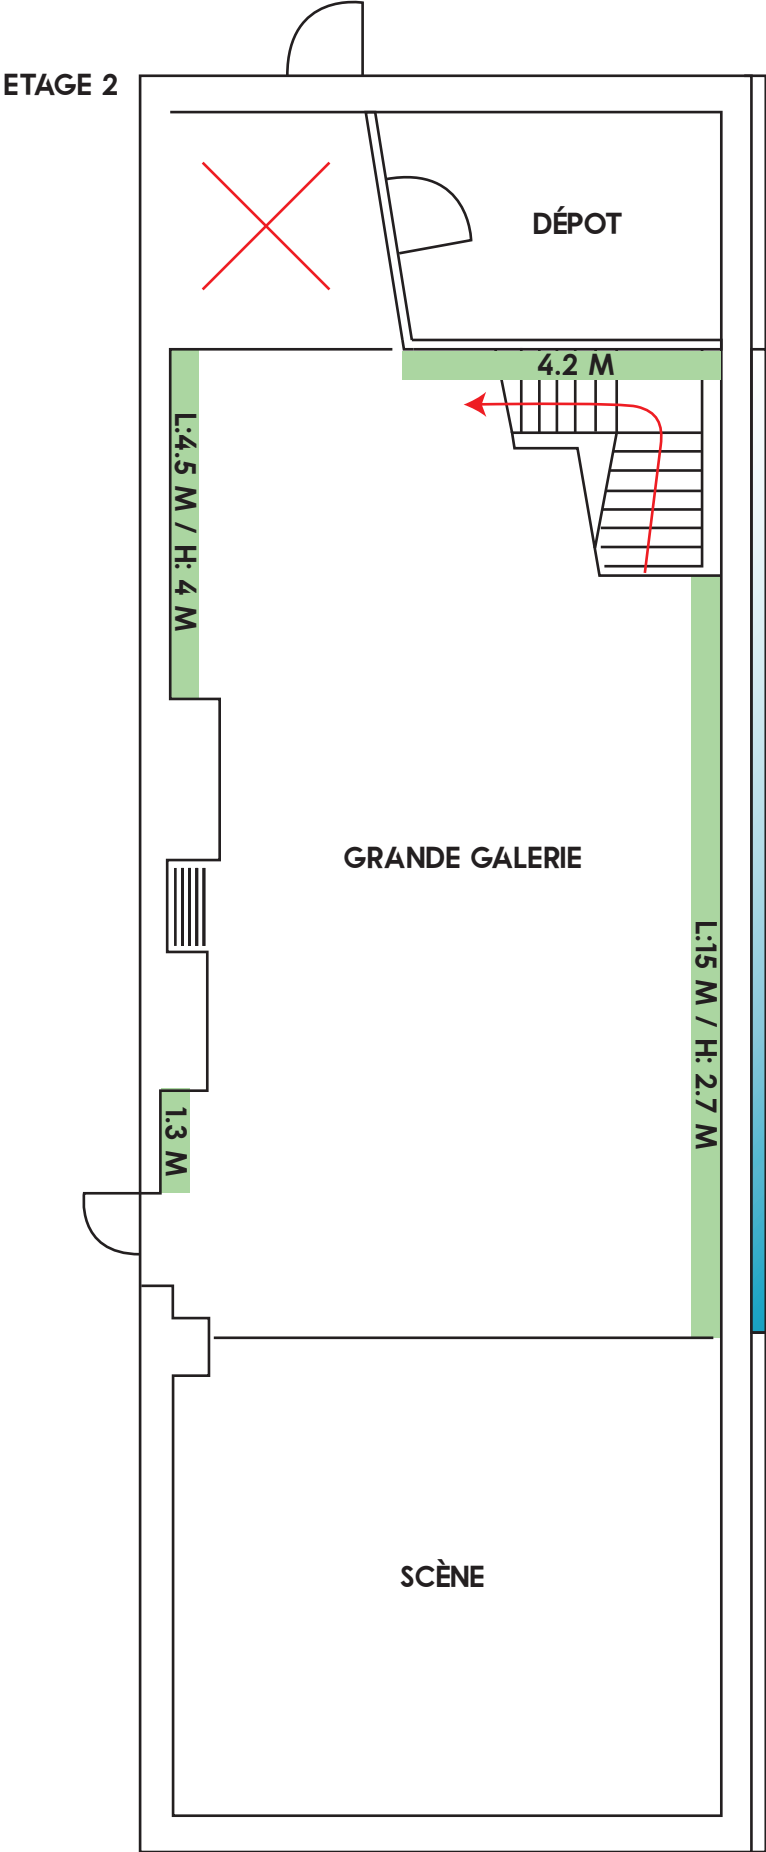 ETAGE 2
DÉPOT
4.2 M
L:4.5 M / H: 4 M
GRANDE GALERIE
L:15 M / H: 2.7 M
1.3 M
SCÈNE